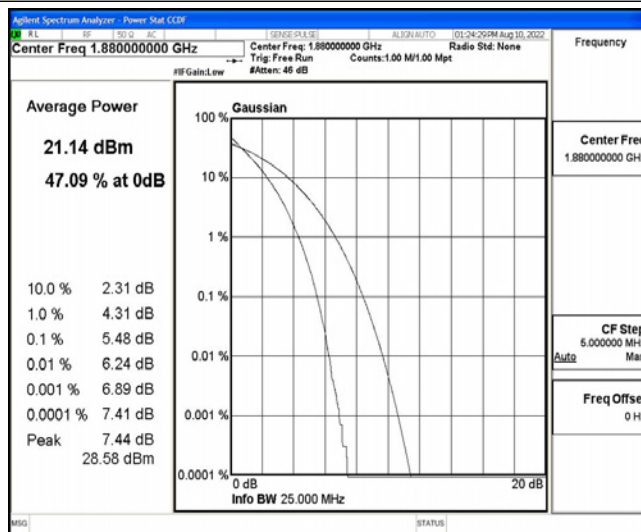 Agilent Spectrum Analyzer - Power Stat CCDF
RL RF 50 Ω AC SENSE:PULSE ALIGN AUTO 01:24:29 PM Aug 10, 2022
Center Freq 1.880000000 GHz
Center Freq: 1.880000000 GHz Radio Std: None
Trig: Free Run Counts:1.00 M/1.00 Mpt
#IFGain:Low #Atten: 46 dB
Average Power
21.14 dBm
47.09 % at 0dB
10.0 % 2.31 dB
1.0 % 4.31 dB
0.1 % 5.48 dB
0.01 % 6.24 dB
0.001 % 6.89 dB
0.0001 % 7.41 dB
Peak 7.44 dB
28.58 dBm
Gaussian
100 %
10 %
1 %
0.1 %
0.01 %
0.001 %
0.0001 %
0 dB 20 dB
Info BW 25.000 MHz
Frequency
Center Freq
1.880000000 GH
CF Step
5.000000 MH
Auto Ma
Freq Offse
0 H
MSG STATUS